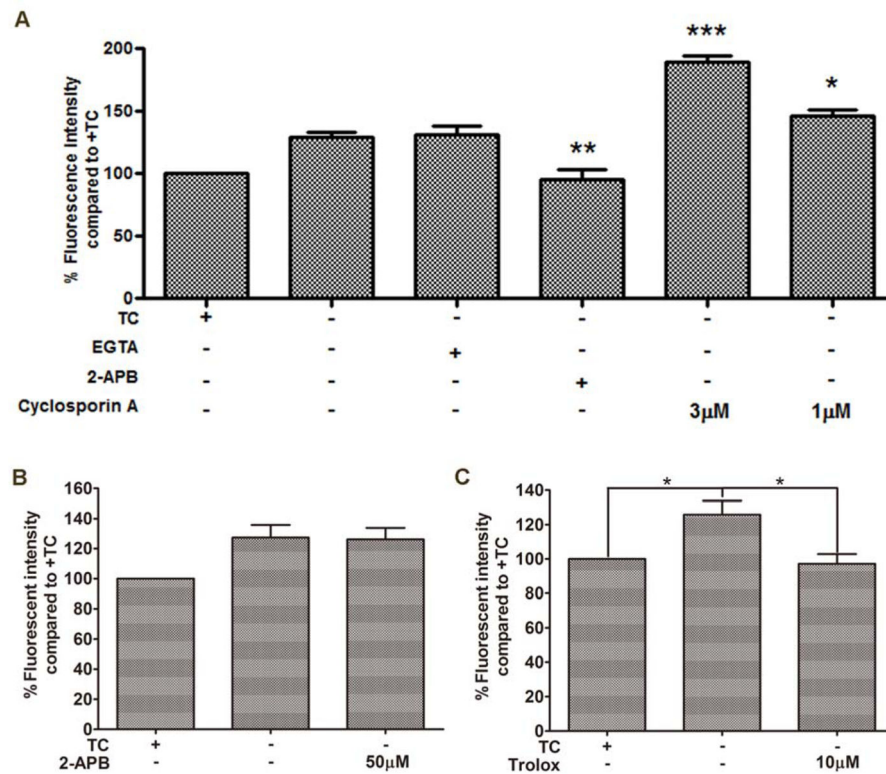 A
% Fluorescence Intensity
compared to +TC
200
150
100
50
0
** *** *
TC + - - - - -
EGTA - - + - - -
2-APB - - - + - -
Cyclosporin A - - - - 3μM 1μM
B
% Fluorescent intensity
compared to +TC
160
140
120
100
80
60
40
20
0
TC + - -
2-APB - - 50μM
C
% Fluorescent intensity
compared to +TC
140
120
100
80
60
40
20
0
* *
TC + - -
Trolox - - 10μM